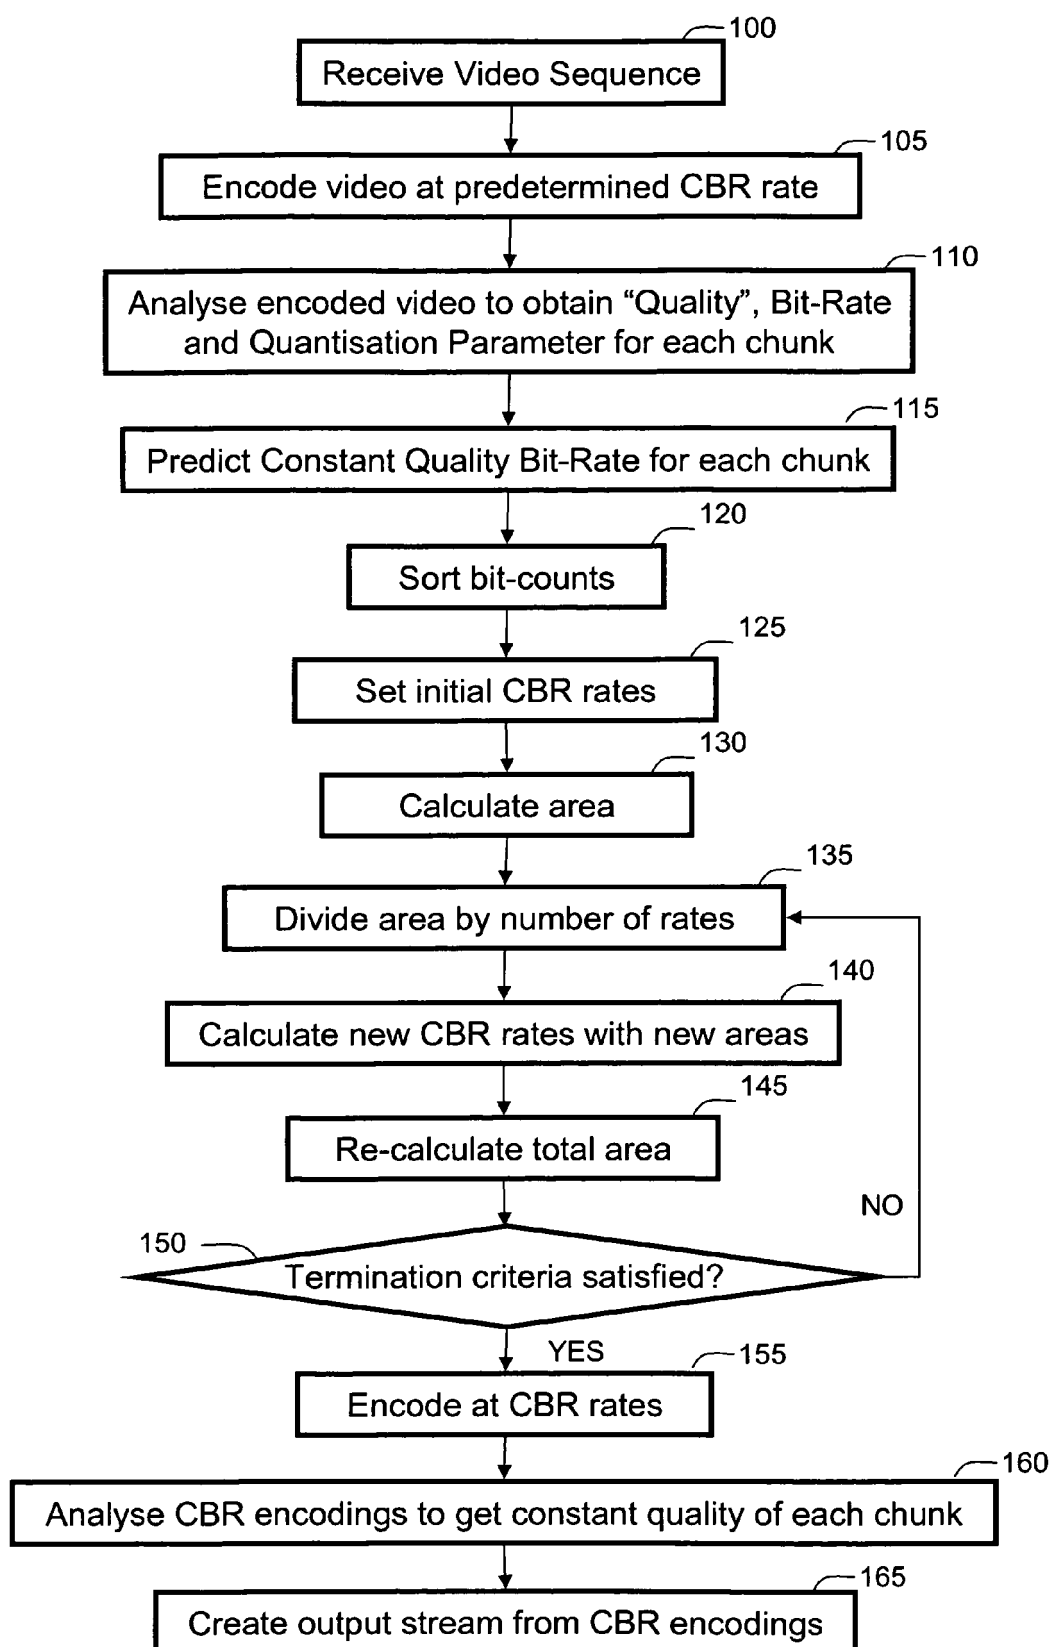 100
Receive Video Sequence
105
Encode video at predetermined CBR rate
110
Analyse encoded video to obtain “Quality”, Bit-Rate
and Quantisation Parameter for each chunk
115
Predict Constant Quality Bit-Rate for each chunk
120
Sort bit-counts
125
Set initial CBR rates
130
Calculate area
135
Divide area by number of rates
140
Calculate new CBR rates with new areas
145
Re-calculate total area
NO
150
Termination criteria satisfied?
YES
155
Encode at CBR rates
160
Analyse CBR encodings to get constant quality of each chunk
165
Create output stream from CBR encodings